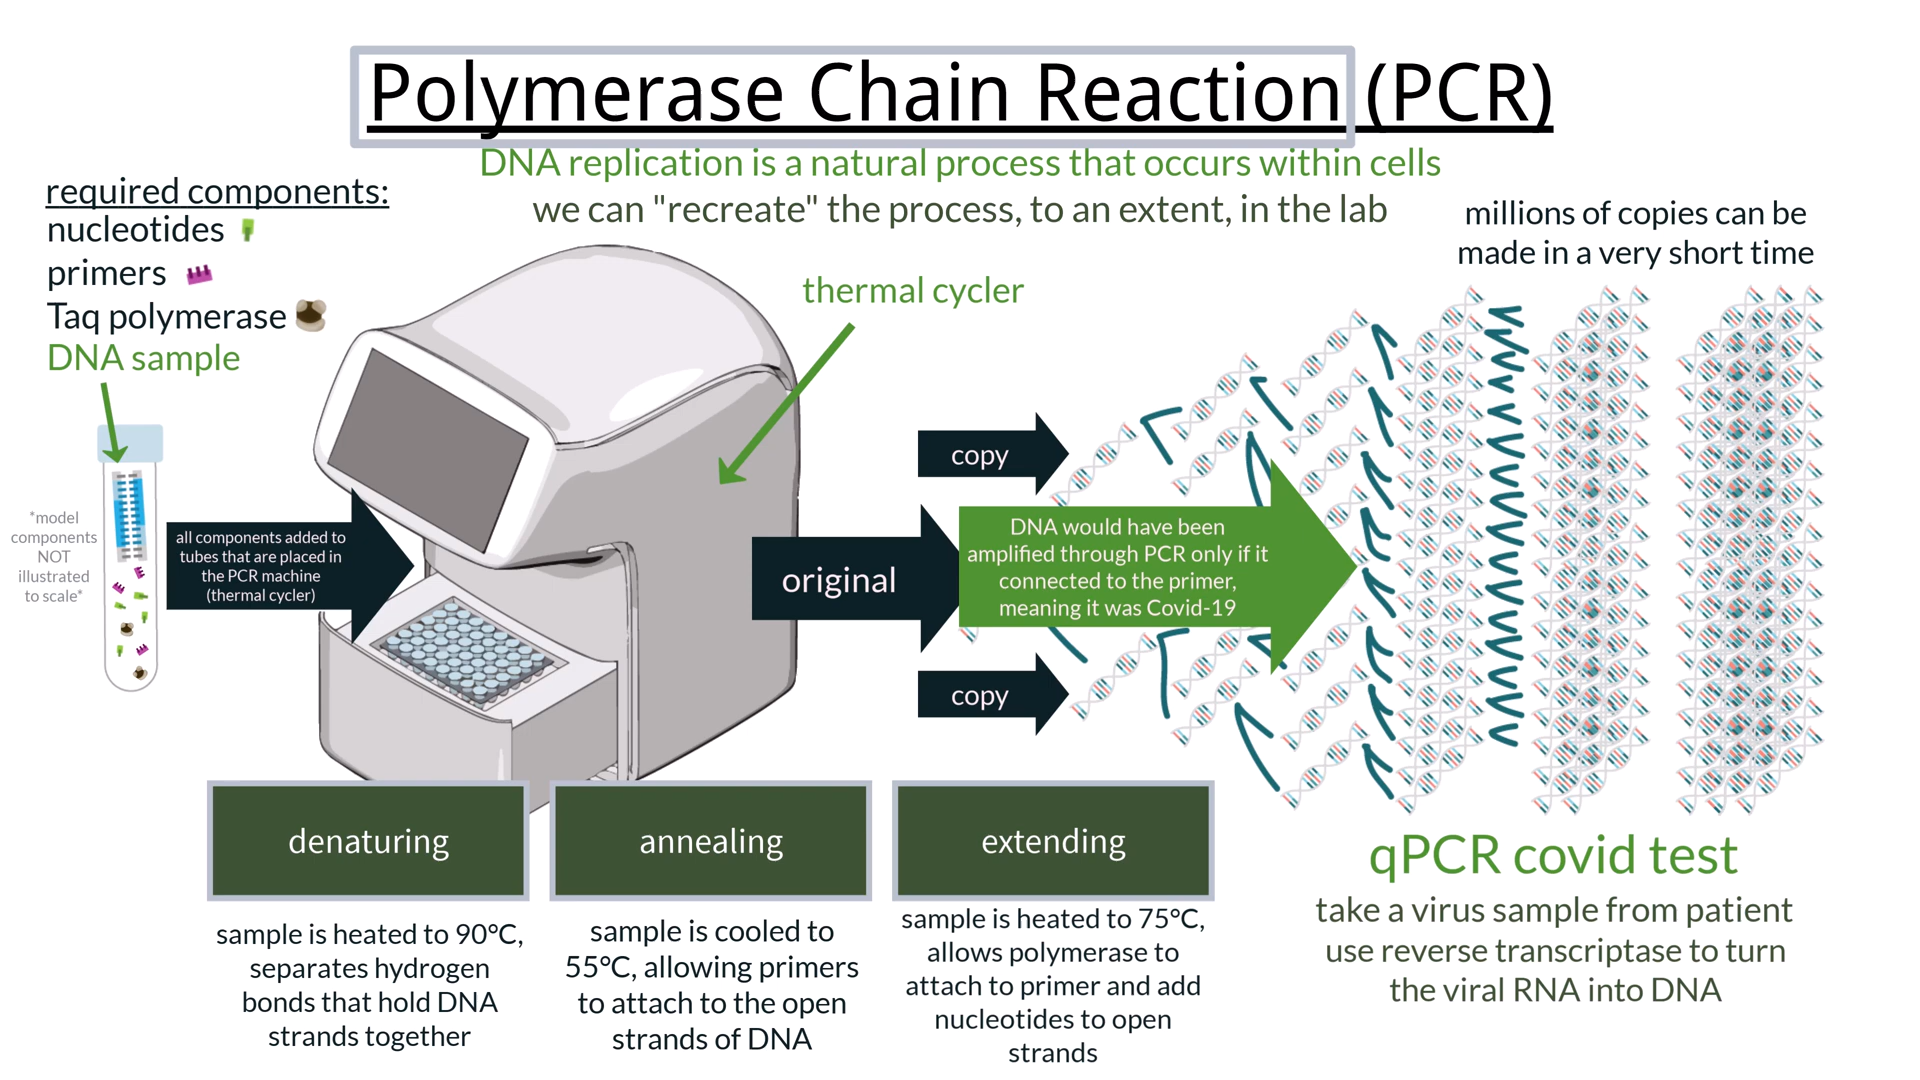 Polymerase Chain Reaction (PCR)
DNA replication is a natural process that occurs within cells
we can "recreate" the process, to an extent, in the lab
required components:
nucleotides
primers
Taq polymerase
DNA sample
*model
components
NOT
illustrated
to scale*
all components added to
tubes that are placed in
the PCR machine
(thermal cycler)
thermal cycler
millions of copies can be
made in a very short time
copy
original
DNA would have been
amplified through PCR only if it
connected to the primer,
meaning it was Covid-19
copy
denaturing
sample is heated to 90°C,
separates hydrogen
bonds that hold DNA
strands together
annealing
sample is cooled to
55°C, allowing primers
to attach to the open
strands of DNA
extending
sample is heated to 75°C,
allows polymerase to
attach to primer and add
nucleotides to open
strands
qPCR covid test
take a virus sample from patient
use reverse transcriptase to turn
the viral RNA into DNA